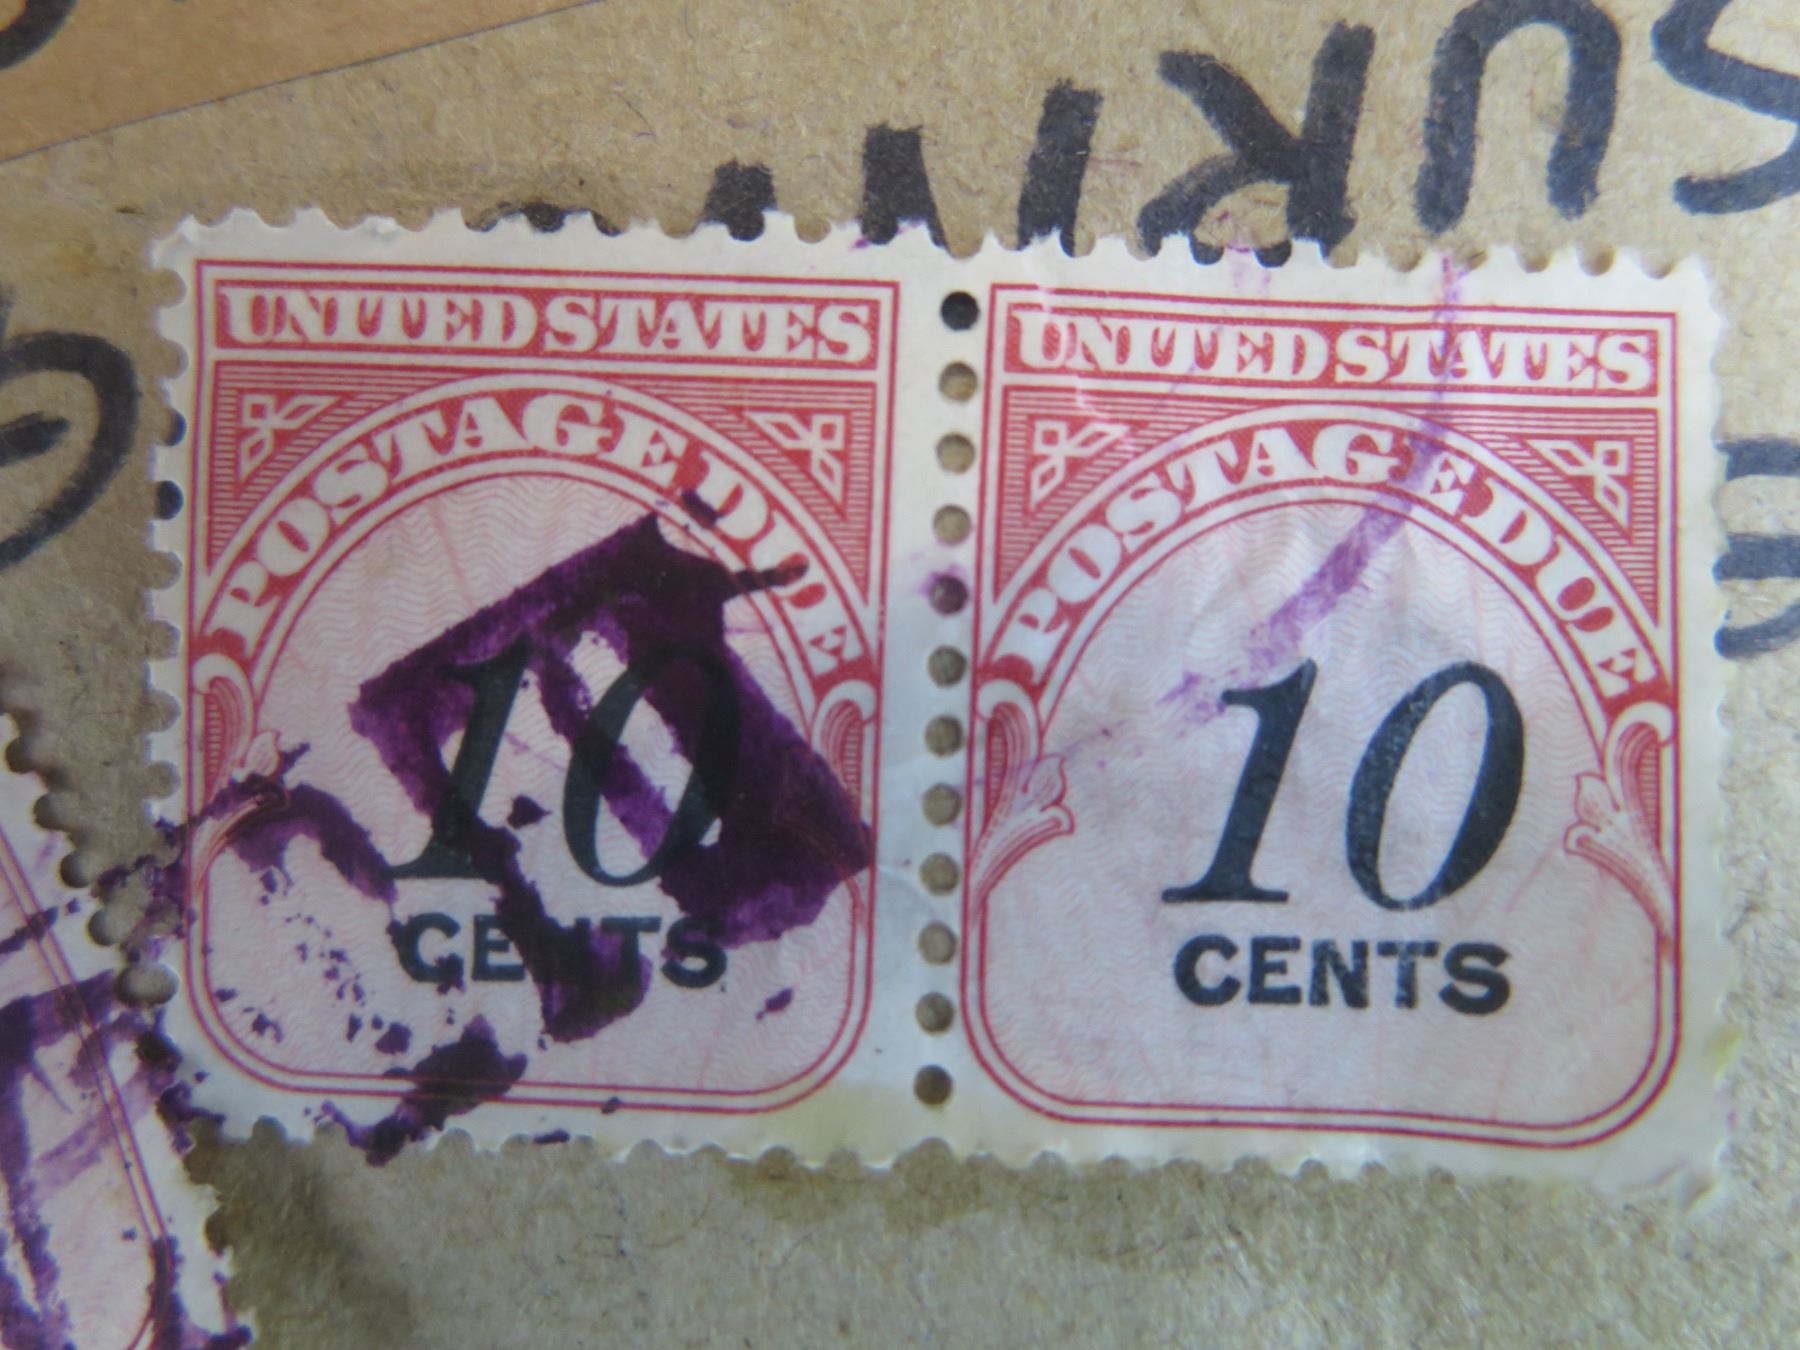 UNITED STATES
POSTAGE DUE
10
CENTS
UNITED STATES
POSTAGE DUE
10
CENTS